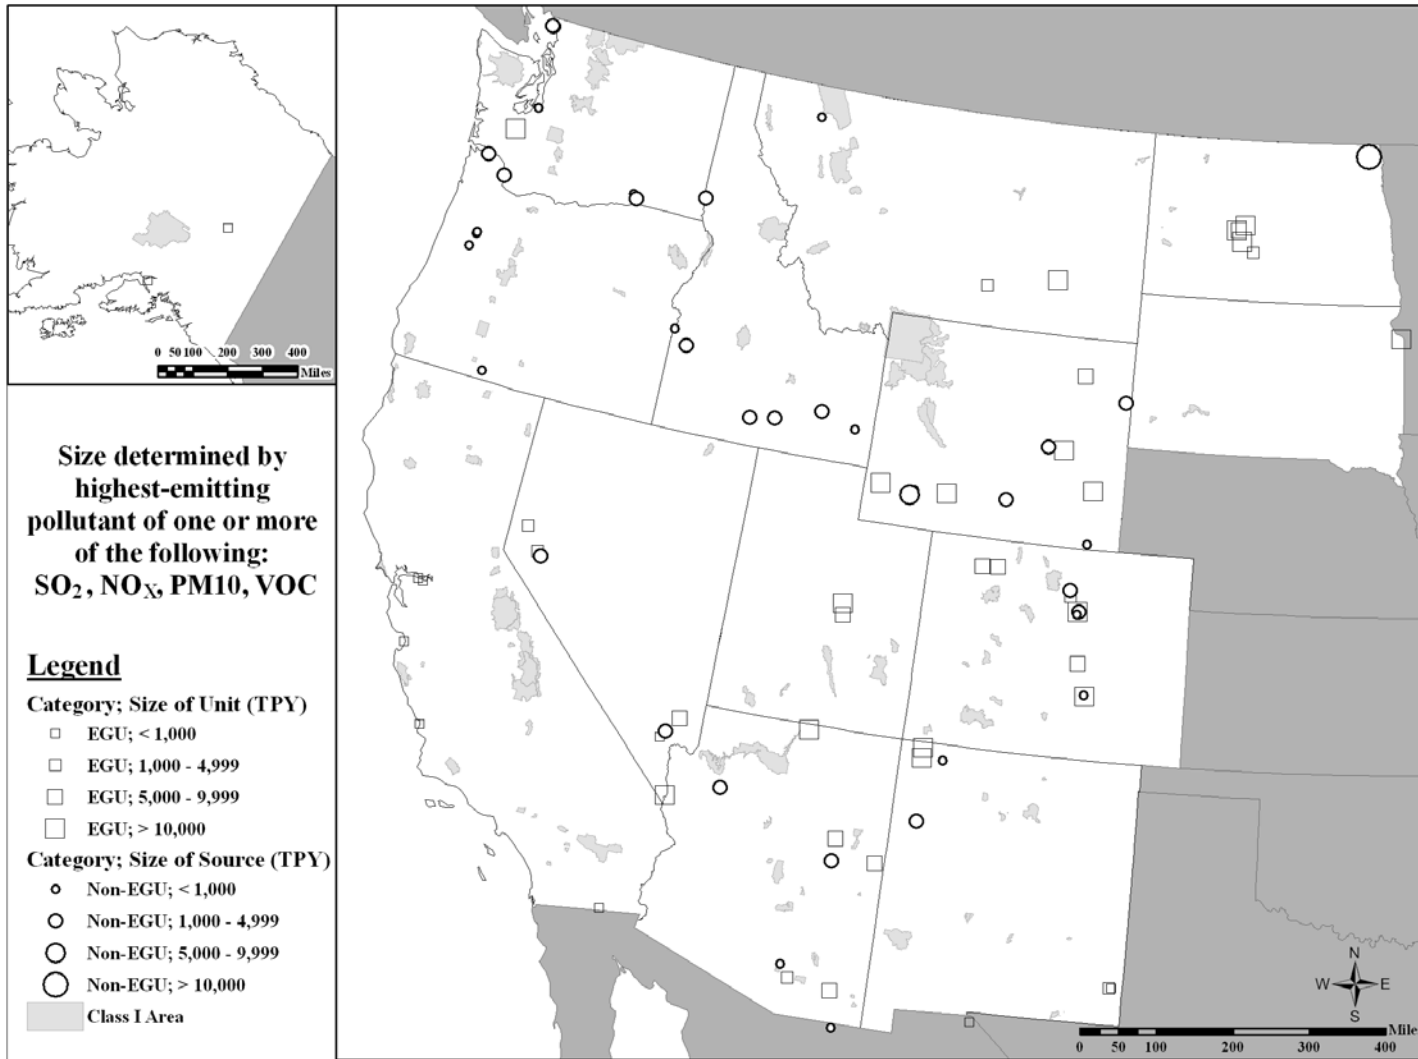 0 50 100 200 300 400
Miles
Size determined by
highest-emitting
pollutant of one or more
of the following:
SO2, NOX, PM10, VOC
Legend
Category; Size of Unit (TPY)
EGU; < 1,000
EGU; 1,000 - 4,999
EGU; 5,000 - 9,999
EGU; > 10,000
Category; Size of Source (TPY)
Non-EGU; < 1,000
Non-EGU; 1,000 - 4,999
Non-EGU; 5,000 - 9,999
Non-EGU; > 10,000
Class I Area
N
W E
S
Mile
0 50 100 200 300 400